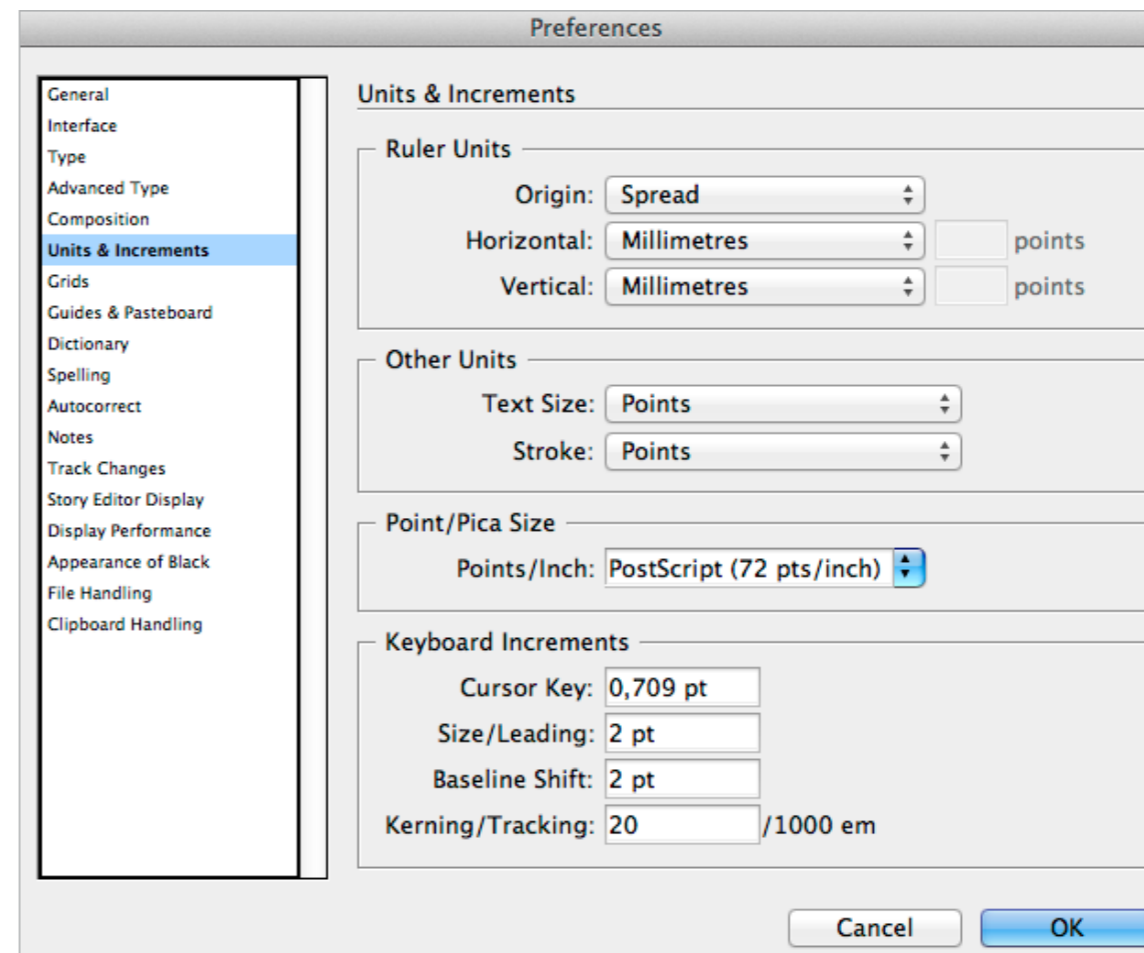 Preferences
General
Interface
Type
Advanced Type
Composition
Units & Increments
Grids
Guides & Pasteboard
Dictionary
Spelling
Autocorrect
Notes
Track Changes
Story Editor Display
Display Performance
Appearance of Black
File Handling
Clipboard Handling
Units & Increments
Ruler Units
Origin: Spread
Horizontal: Millimetres points
Vertical: Millimetres points
Other Units
Text Size: Points
Stroke: Points
Point/Pica Size
Points/Inch: PostScript (72 pts/inch)
Keyboard Increments
Cursor Key: 0,709 pt
Size/Leading: 2 pt
Baseline Shift: 2 pt
Kerning/Tracking: 20 /1000 em
Cancel OK